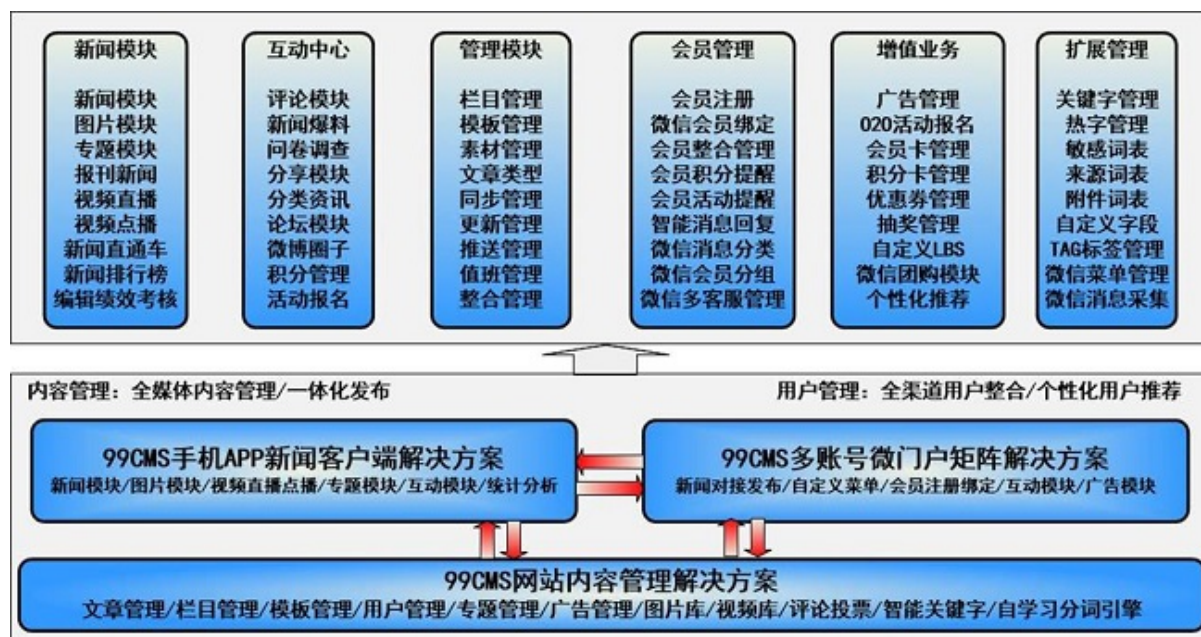 新闻模块
新闻模块
图片模块
专题模块
报刊新闻
视频直播
视频点播
新闻直通车
新闻排行榜
编辑绩效考核
互动中心
评论模块
新闻爆料
问卷调查
分享模块
分类资讯
论坛模块
微博圈子
积分管理
活动报名
管理模块
栏目管理
模板管理
素材管理
文章类型
同步管理
更新管理
推送管理
值班管理
整合管理
会员管理
会员注册
微信会员绑定
会员整合管理
会员积分提醒
会员活动提醒
智能消息回复
微信消息分类
微信会员分组
微信多客服管理
增值业务
广告管理
O2O活动报名
会员卡管理
积分卡管理
优惠券管理
抽奖管理
自定义LBS
微信团购模块
个性化推荐
扩展管理
关键字管理
热字管理
敏感词表
来源词表
附件词表
自定义字段
TAG标签管理
微信菜单管理
微信消息采集
内容管理：全媒体内容管理/一体化发布
用户管理：全渠道用户整合/个性化用户推荐
99CMS手机APP新闻客户端解决方案
新闻模块/图片模块/视频直播点播/专题模块/互动模块/统计分析
99CMS多账号微门户矩阵解决方案
新闻对接发布/自定义菜单/会员注册绑定/互动模块/广告模块
99CMS网站内容管理解决方案
文章管理/栏目管理/模板管理/用户管理/专题管理/广告管理/图片库/视频库/评论投票/智能关键字/自学习分词引擎